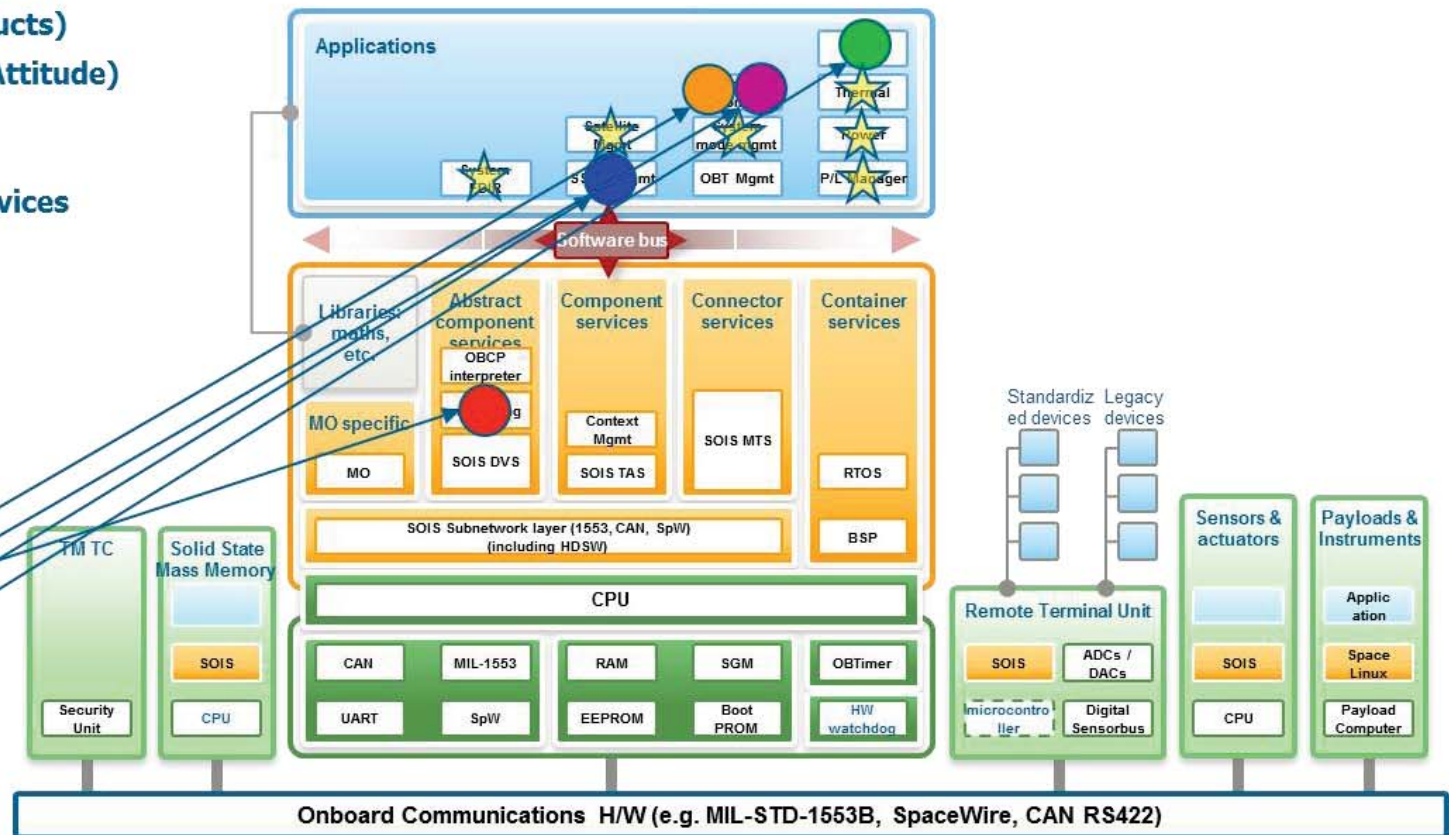 ucts)
Attitude)
vices
Applications
Thermal
Satellite
Mgmt
System
mode mgmt
Power
System
FDIR
OBT Mgmt
P/L Manager
Software bus
Libraries:
maths,
etc.
Abstract
component
services
Component
services
Connector
services
Container
services
OBCP
interpreter
MO specific
MO
SOIS DVS
Context
Mgmt
SOIS TAS
SOIS MTS
RTOS
SOIS Subnetwork layer (1553, CAN, SpW)
(including HDSW)
BSP
CPU
CAN
MIL-1553
RAM
SGM
OBTimer
UART
SpW
EEPROM
Boot
PROM
HW
watchdog
TM TC
Security
Unit
Solid State
Mass Memory
SOIS
CPU
Standardiz
ed devices
Legacy
devices
Remote Terminal Unit
SOIS
ADCs /
DACs
microcontro
ller
Digital
Sensorbus
Sensors &
actuators
SOIS
CPU
Payloads &
Instruments
Applic
ation
Space
Linux
Payload
Computer
Onboard Communications H/W (e.g. MIL-STD-1553B, SpaceWire, CAN RS422)